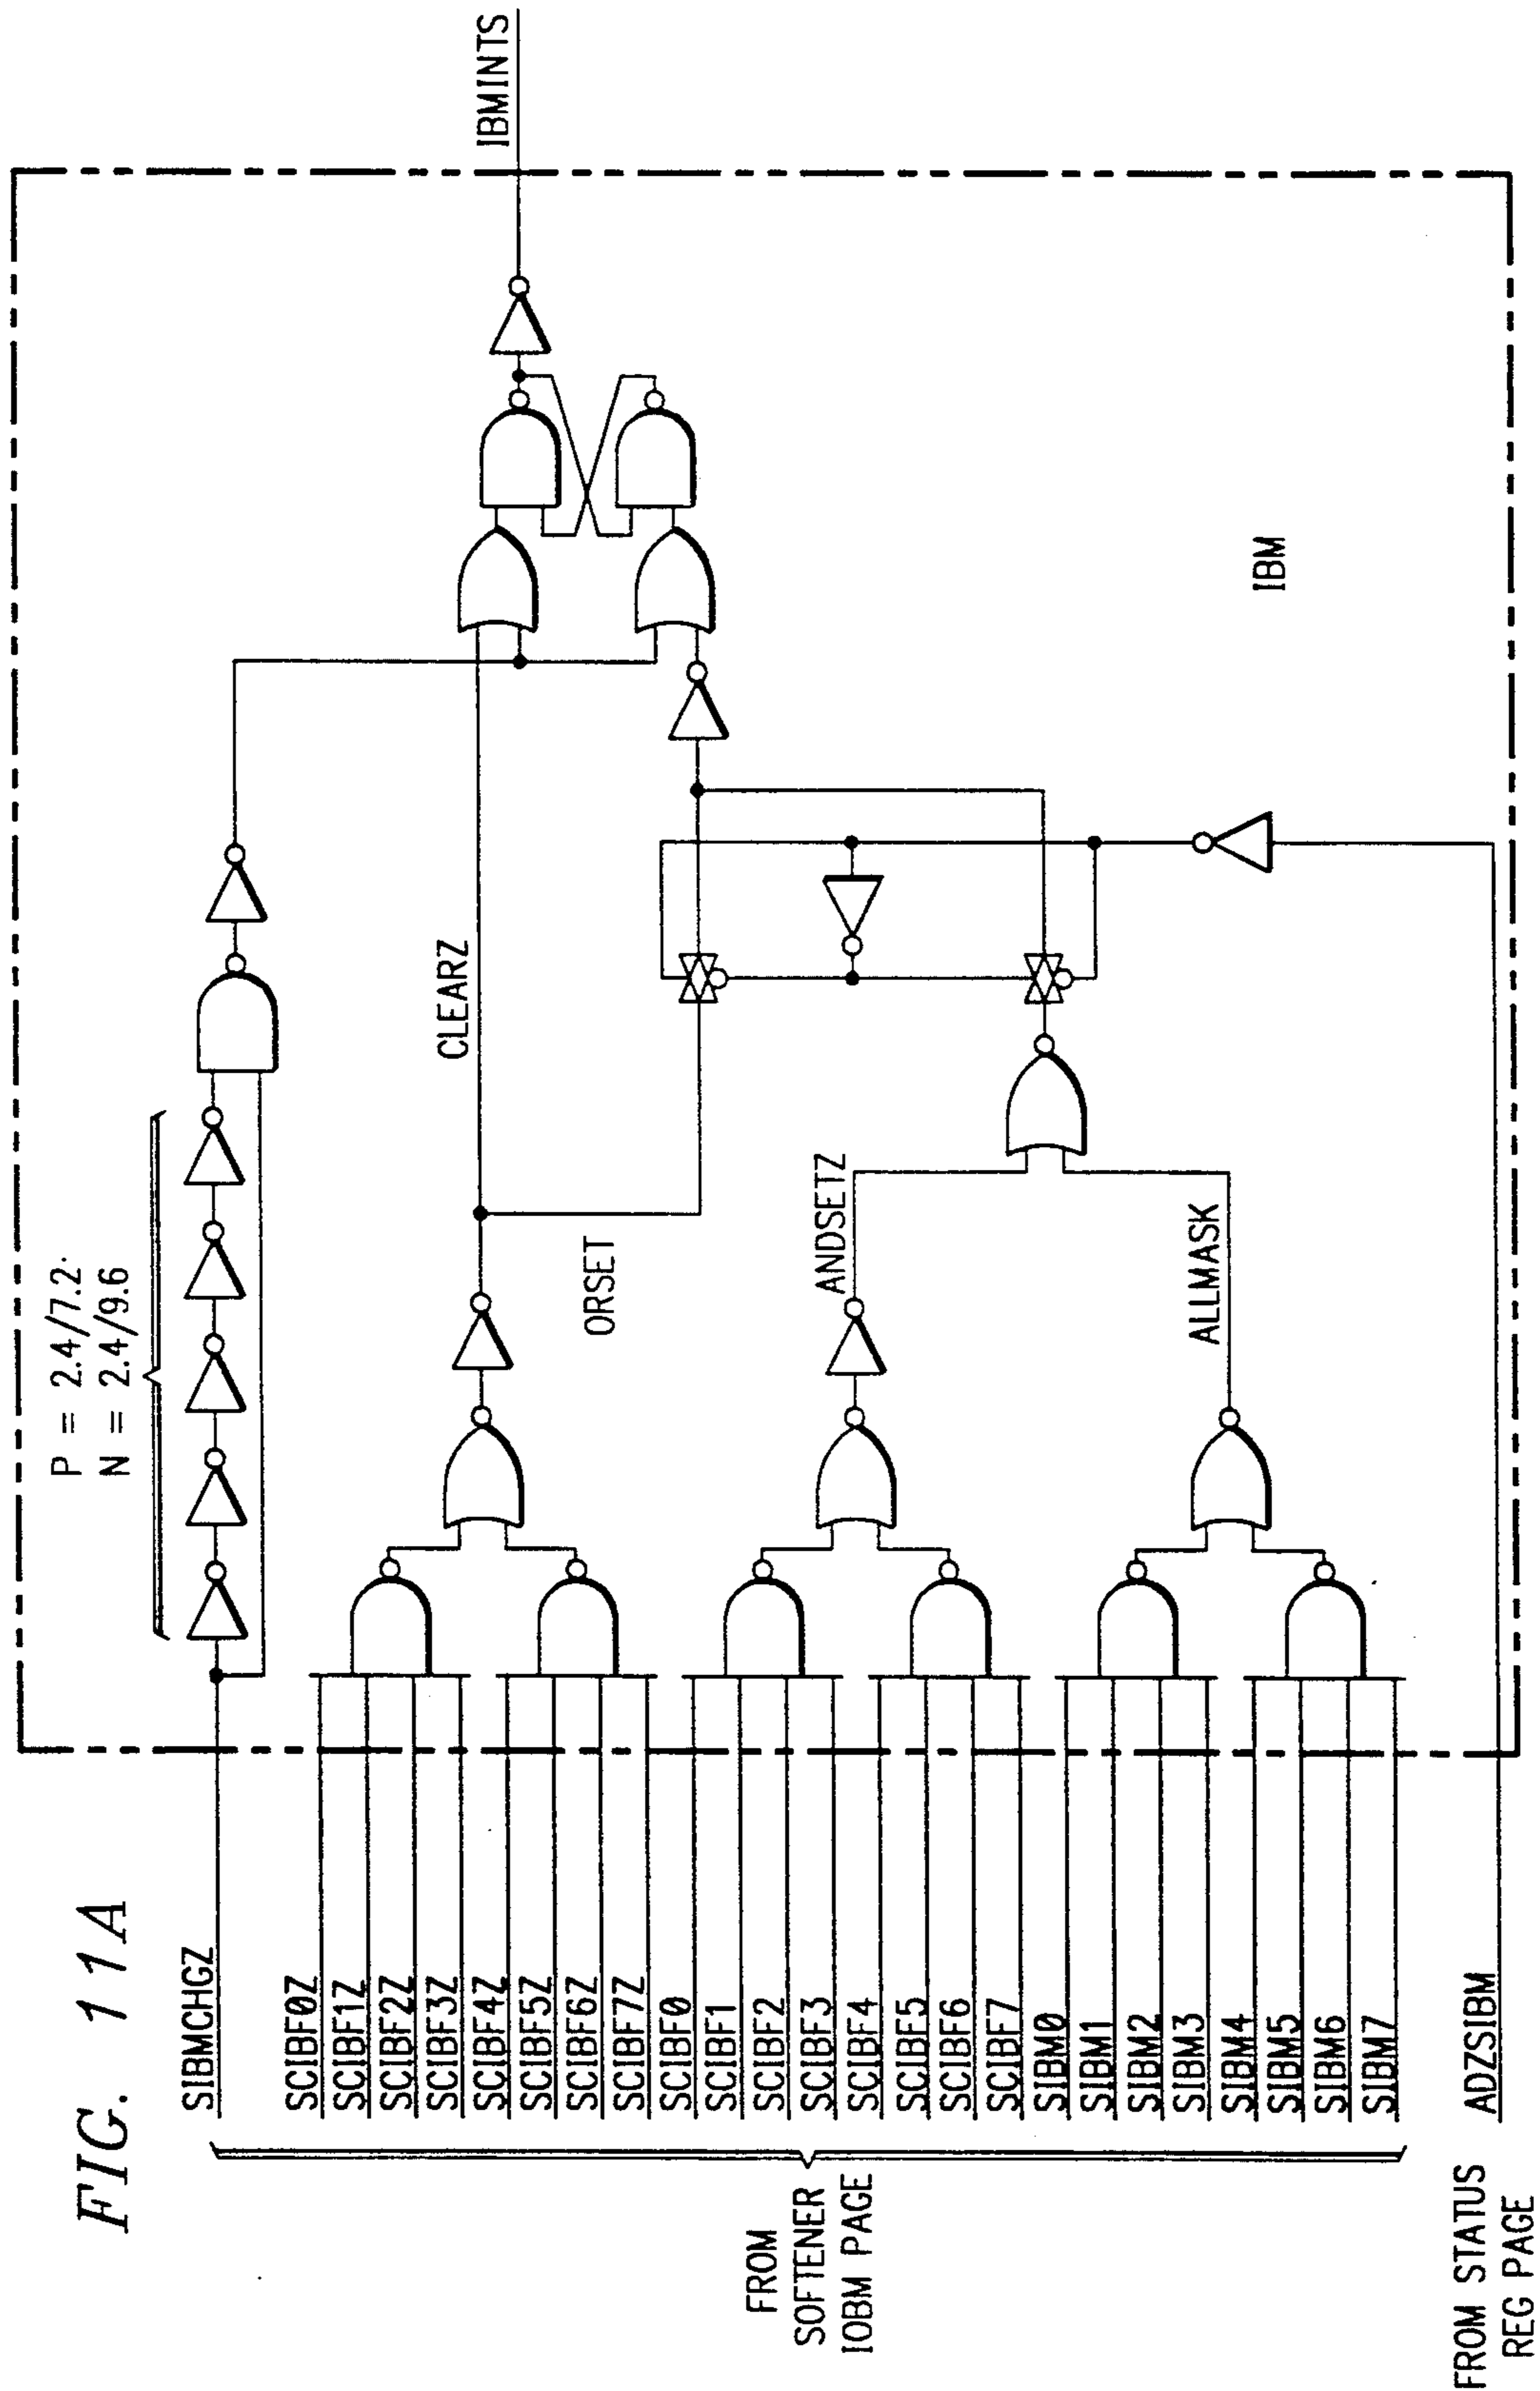 FIG. 11A
P = 2.4/7.2
N = 2.4/9.6
SIBMCHGZ
SCIBF0Z
SCIBF1Z
SCIBF2Z
SCIBF3Z
SCIBF4Z
SCIBF5Z
SCIBF6Z
SCIBF7Z
SCIBF0
SCIBF1
SCIBF2
SCIBF3
SCIBF4
SCIBF5
SCIBF6
SCIBF7
SIBM0
SIBM1
SIBM2
SIBM3
SIBM4
SIBM5
SIBM6
SIBM7
ADZSIBM
FROM
SOFTENER
IOBM PAGE
FROM STATUS
REG PAGE
CLEARZ
ORSET
ANDSETZ
ALLMASK
IBM
IBMINTS